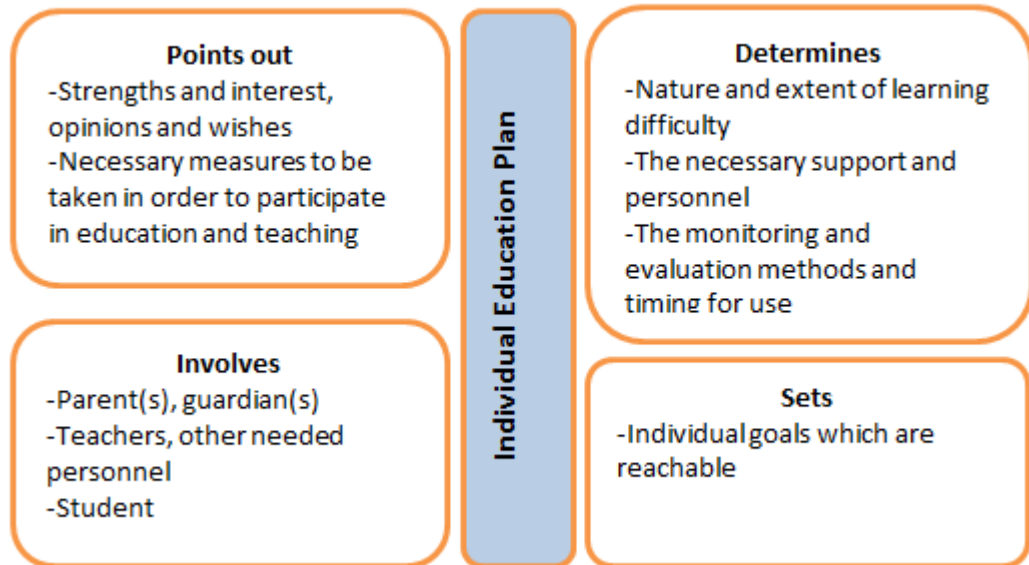 Points out
-Strengths and interest,
opinions and wishes
-Necessary measures to be
taken in order to participate
in education and teaching
Involves
-Parent(s), guardian(s)
-Teachers, other needed
personnel
-Student
Individual Education Plan
Determines
-Nature and extent of learning
difficulty
-The necessary support and
personnel
-The monitoring and
evaluation methods and
timing for use
Sets
-Individual goals which are
reachable